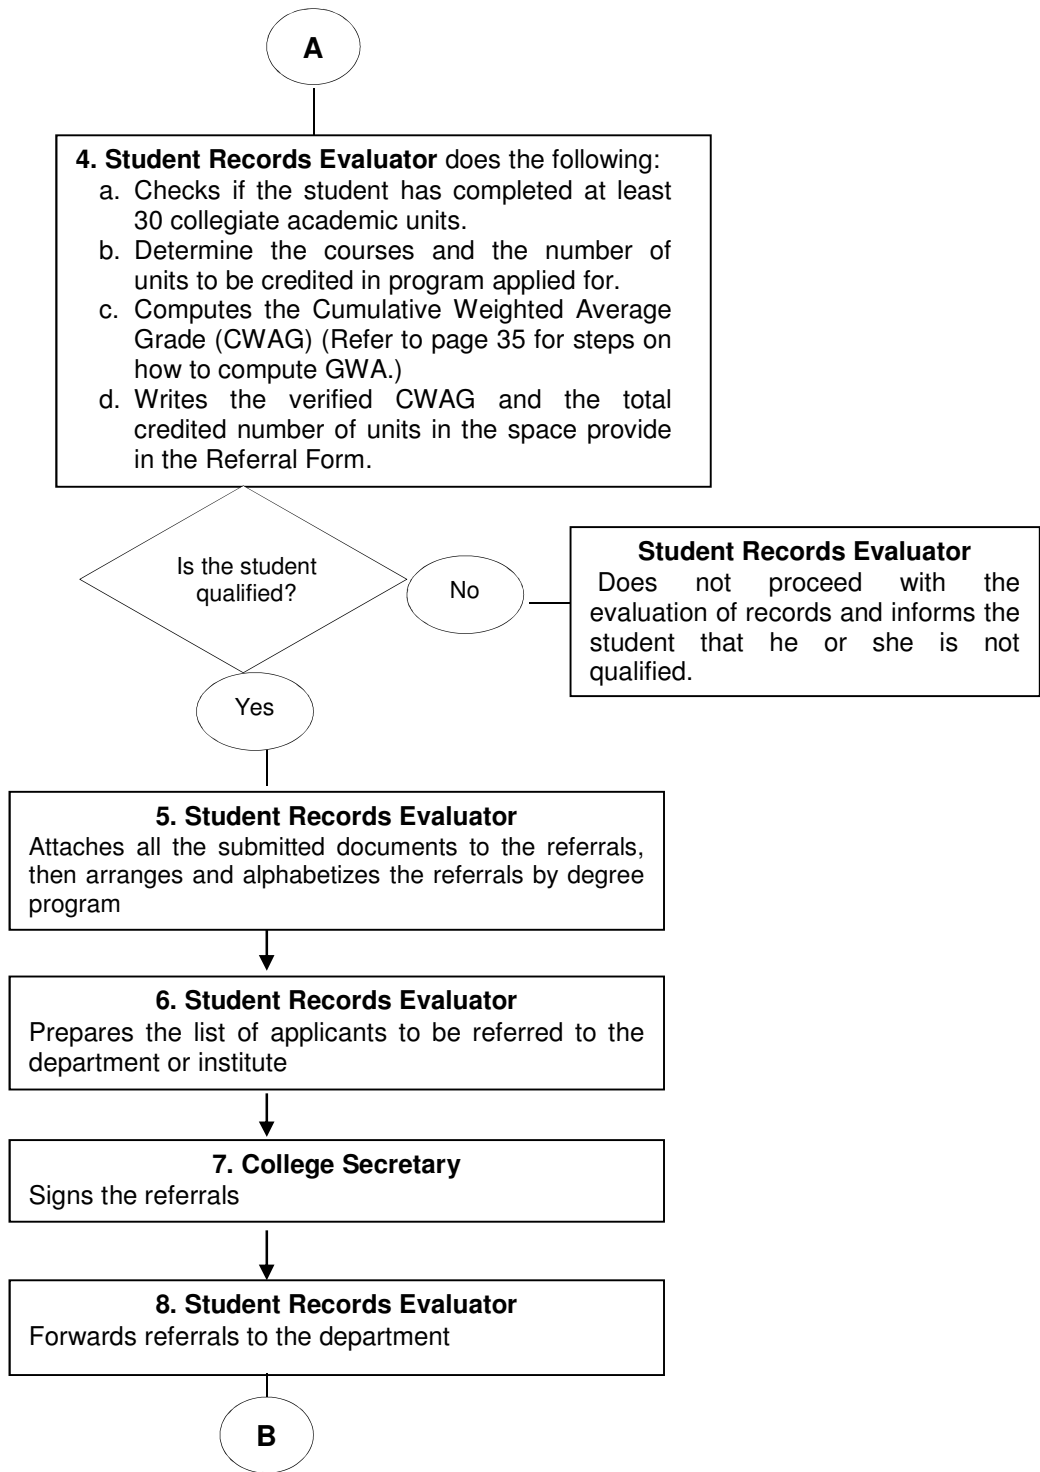 A
4. Student Records Evaluator does the following:
a. Checks if the student has completed at least
30 collegiate academic units.
b. Determine the courses and the number of
units to be credited in program applied for.
c. Computes the Cumulative Weighted Average
Grade (CWAG) (Refer to page 35 for steps on
how to compute GWA.)
d. Writes the verified CWAG and the total
credited number of units in the space provide
in the Referral Form.
Is the student
qualified?
No
Student Records Evaluator
Does not proceed with the
evaluation of records and informs the
student that he or she is not
qualified.
Yes
5. Student Records Evaluator
Attaches all the submitted documents to the referrals,
then arranges and alphabetizes the referrals by degree
program
6. Student Records Evaluator
Prepares the list of applicants to be referred to the
department or institute
7. College Secretary
Signs the referrals
8. Student Records Evaluator
Forwards referrals to the department
B